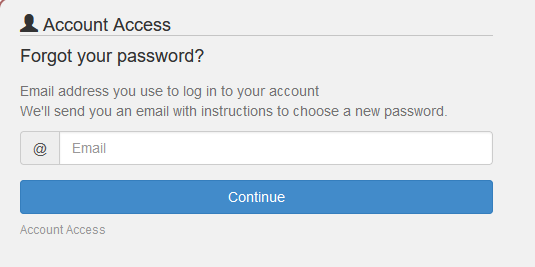 Account Access
Forgot your password?
Email address you use to log in to your account
We'll send you an email with instructions to choose a new password.
@ Email
Continue
Account Access